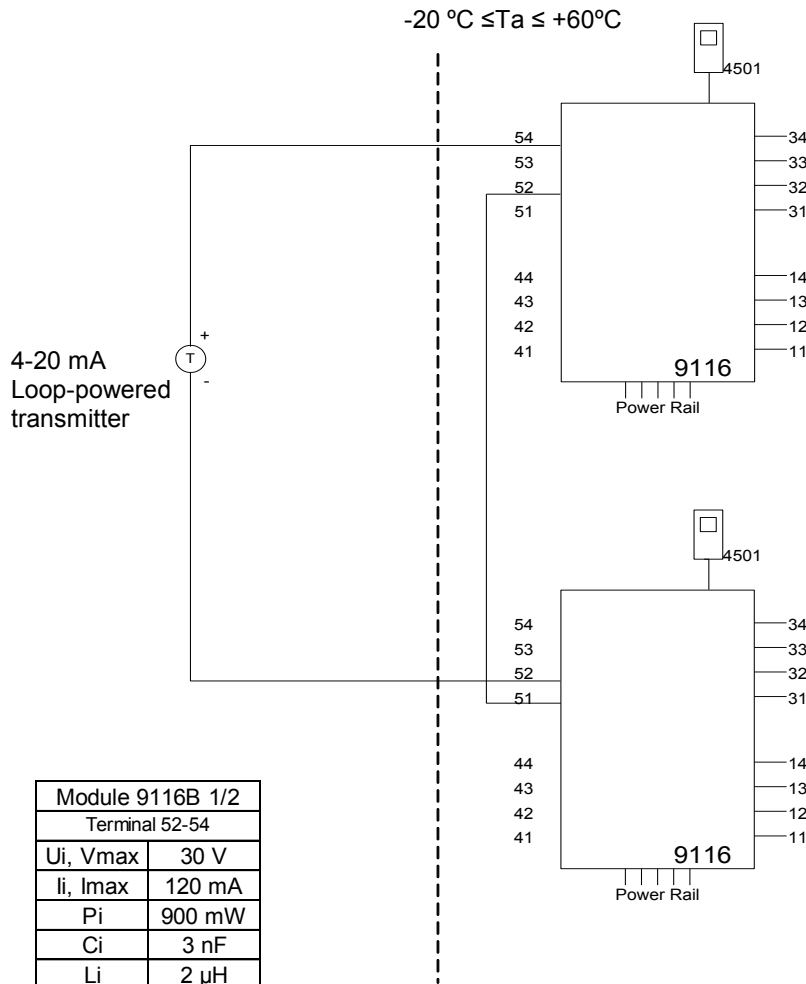 -20 ºC ≤Ta ≤ +60ºC
4501
54
53
52
51
44
43
42
41
34
33
32
31
14
13
12
11
9116
Power Rail
4-20 mA
Loop-powered
transmitter
+
T
-
4501
54
53
52
51
44
43
42
41
34
33
32
31
14
13
12
11
9116
Power Rail
Module 9116B 1/2
Terminal 52-54
Ui, Vmax 30 V
Ii, Imax 120 mA
Pi 900 mW
Ci 3 nF
Li 2 µH